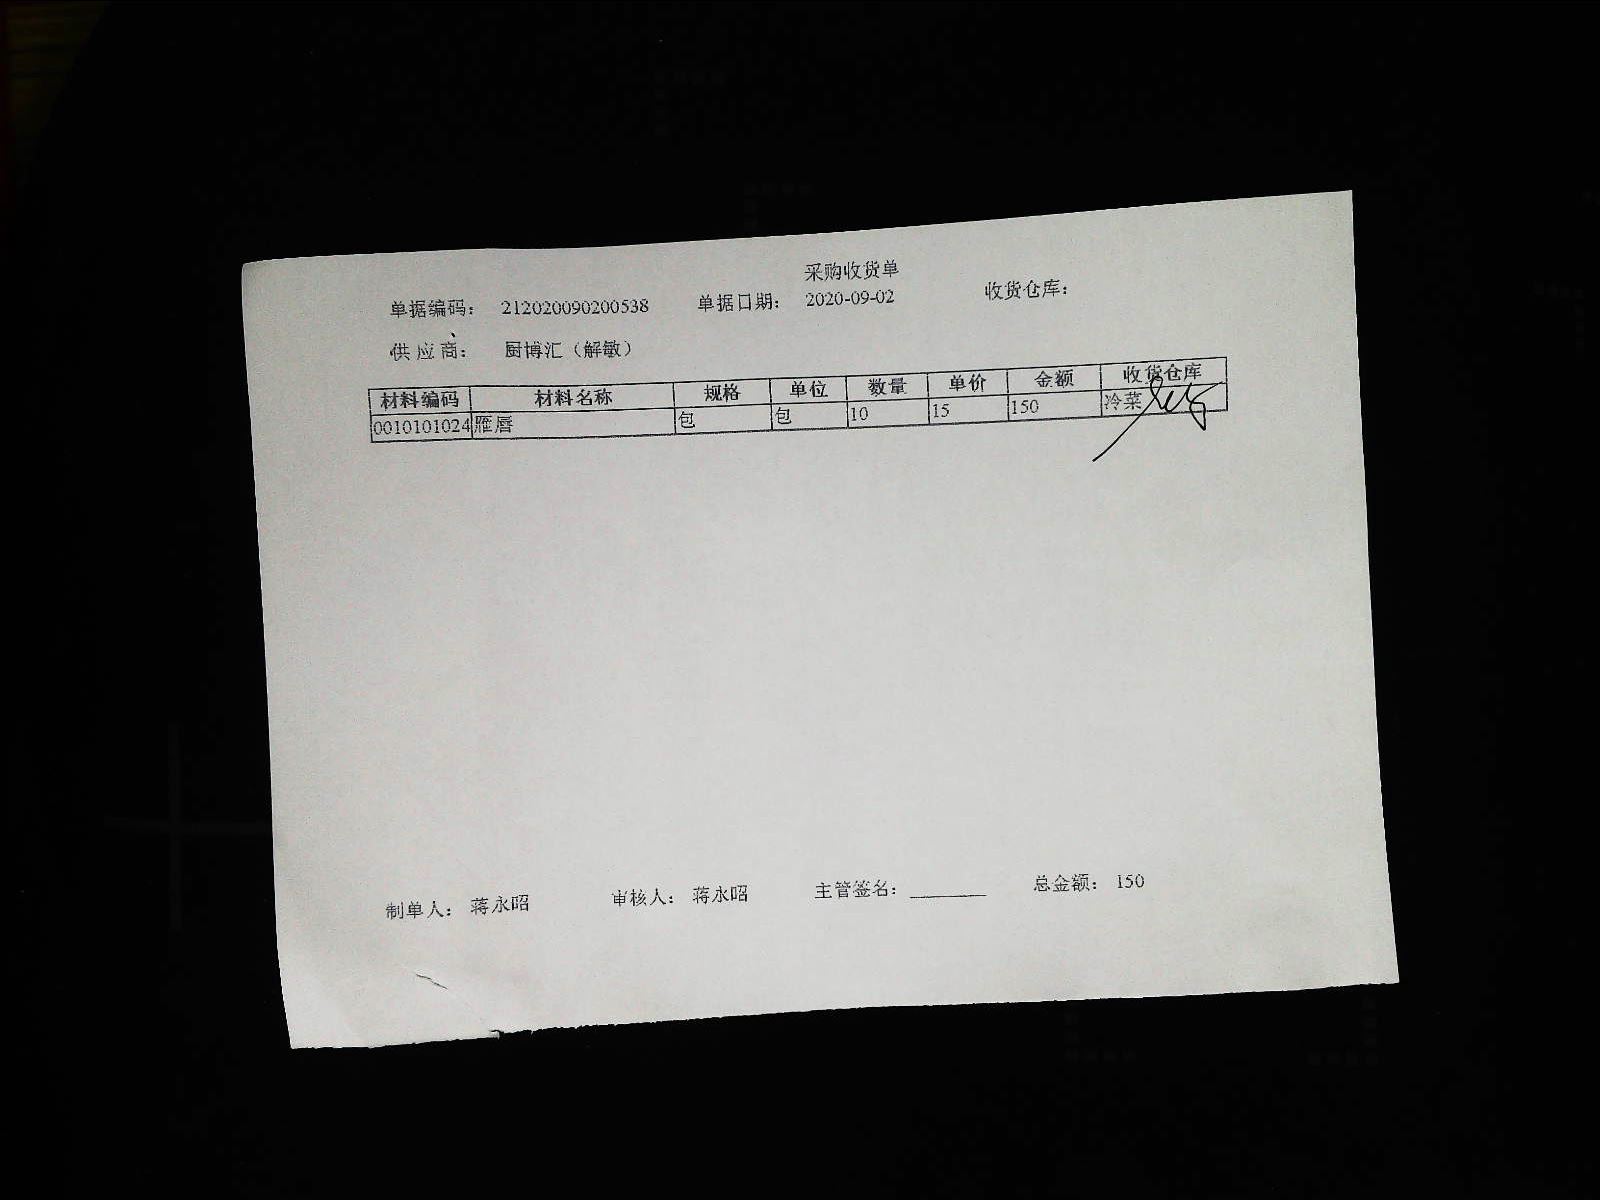 采购收货单
单据编码： 212020090200538 单据日期： 2020-09-02 收货仓库：
供应商： 厨博汇（解敏）
材料编码 材料名称 规格 单位 数量 单价 金额 收货仓库
0010101024 雁唇 包 包 10 15 150 冷菜
制单人： 蒋永昭 审核人： 蒋永昭 主管签名： 总金额： 150